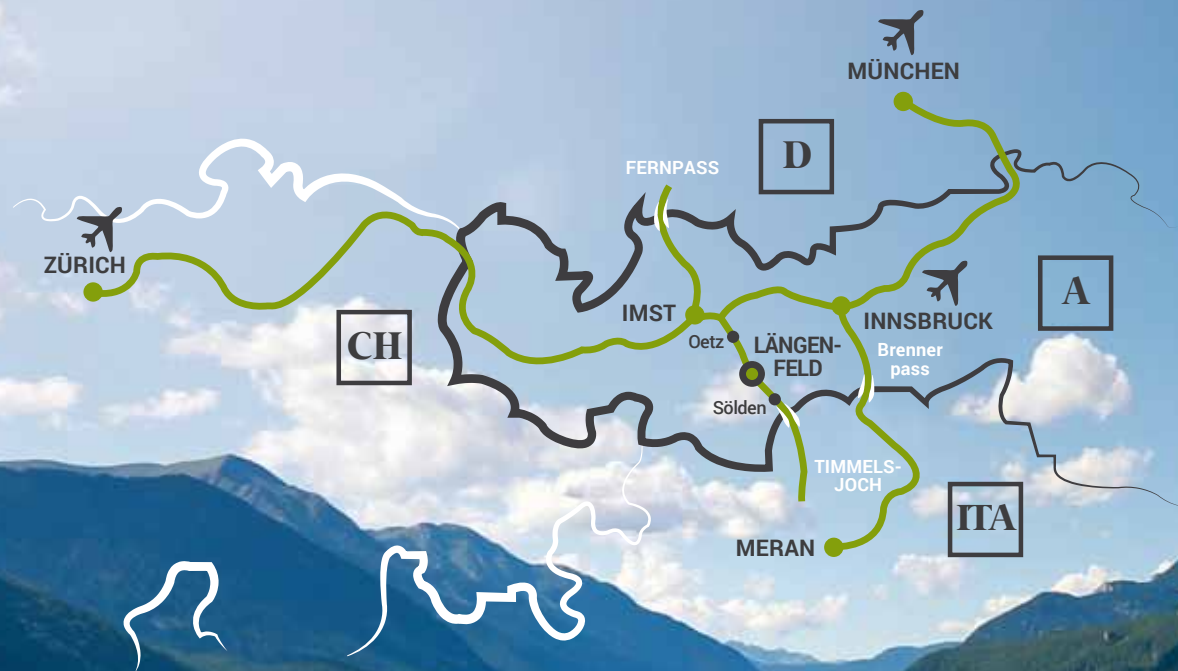 MÜNCHEN
D
FERNPASS
ZÜRICH
A
IMST
INNSBRUCK
CH
Oetz
LÄNGEN-
FELD
Brenner
pass
Sölden
TIMMELS-
JOCH
ITA
MERAN